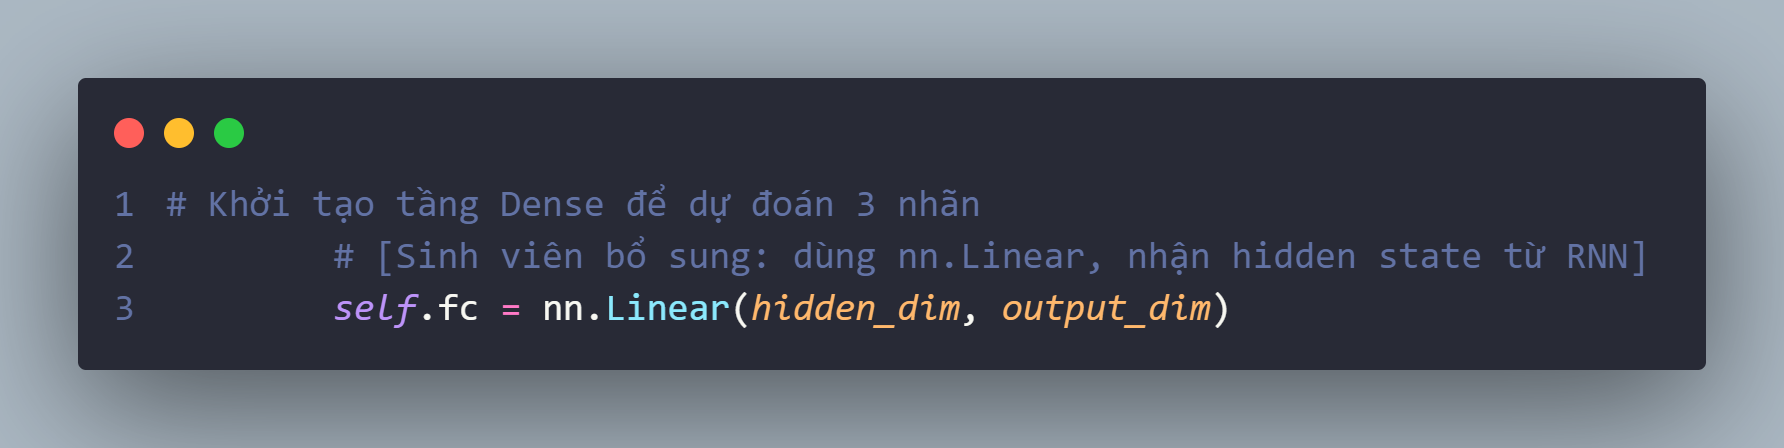 1 # Khởi tạo tầng Dense để dự đoán 3 nhãn
2 # [Sinh viên bổ sung: dùng nn.Linear, nhận hidden state từ RNN]
3 self.fc = nn.Linear(hidden_dim, output_dim)